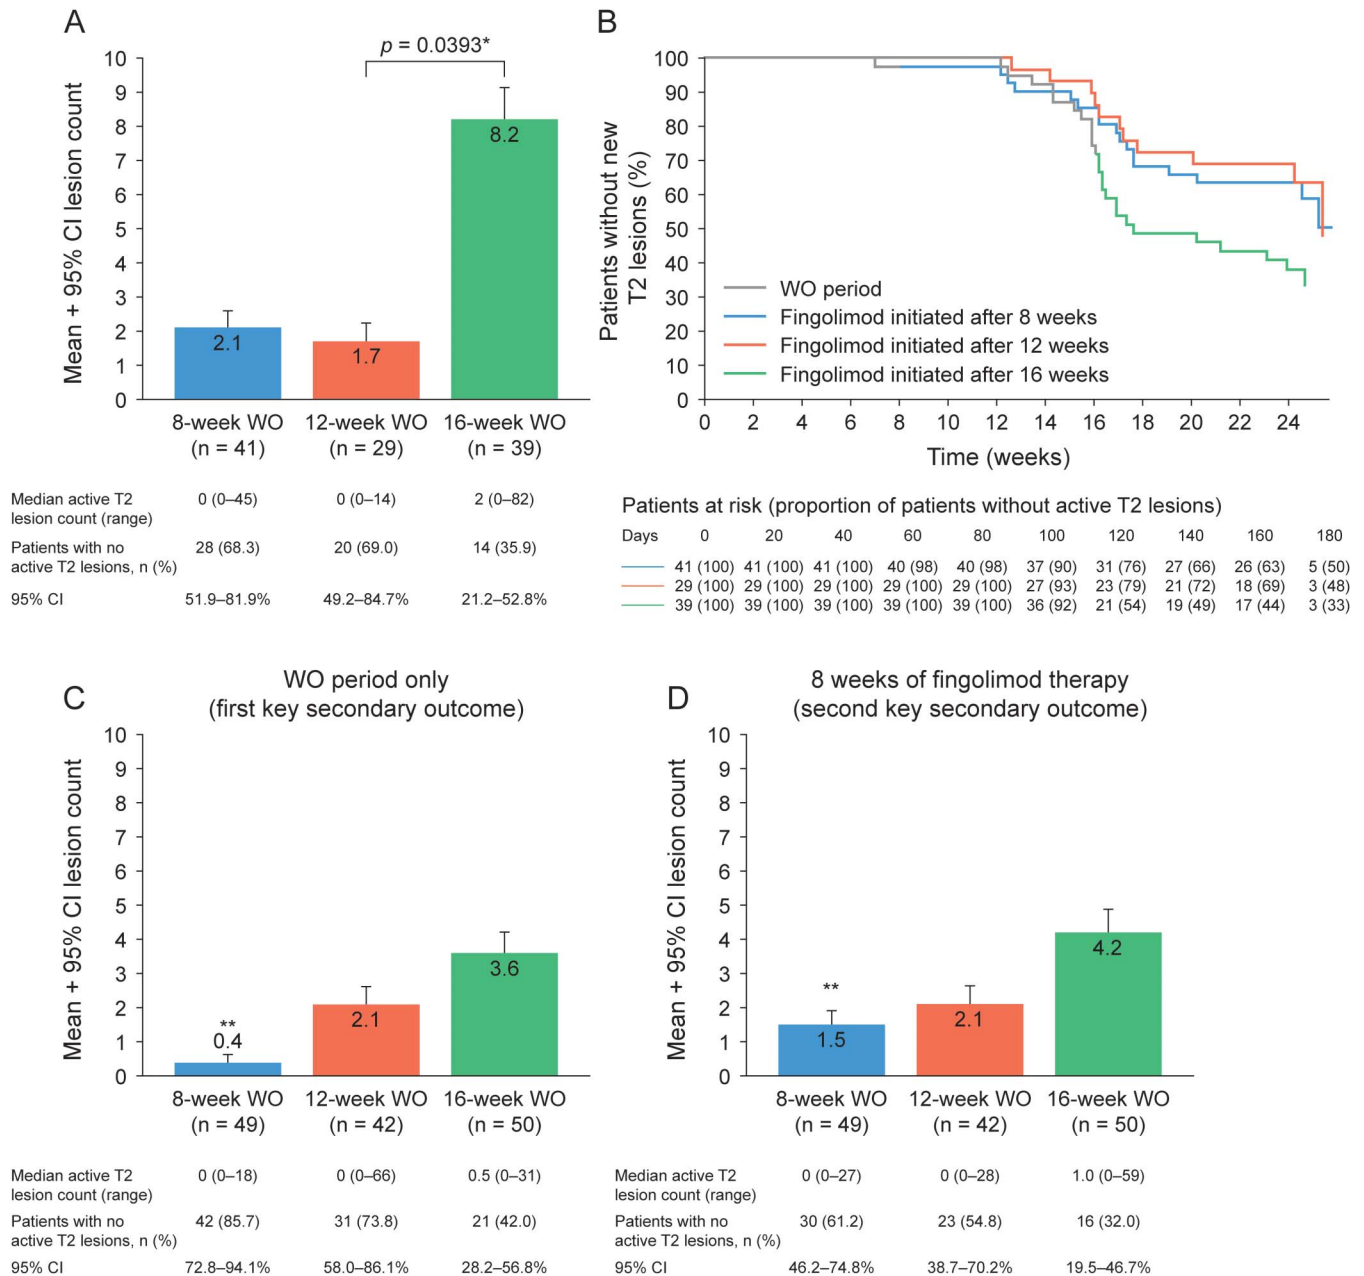 A
p = 0.0393*
Mean + 95% CI lesion count
10
9
8
7
6
5
4
3
2
1
0
2.1
1.7
8.2
8-week WO
(n = 41)
12-week WO
(n = 29)
16-week WO
(n = 39)
Median active T2
lesion count (range)
0 (0–45)
0 (0–14)
2 (0–82)
Patients with no
active T2 lesions, n (%)
28 (68.3)
20 (69.0)
14 (35.9)
95% CI
51.9–81.9%
49.2–84.7%
21.2–52.8%
B
Patients without new
T2 lesions (%)
100
90
80
70
60
50
40
30
20
10
0
WO period
Fingolimod initiated after 8 weeks
Fingolimod initiated after 12 weeks
Fingolimod initiated after 16 weeks
0 2 4 6 8 10 12 14 16 18 20 22 24
Time (weeks)
Patients at risk (proportion of patients without active T2 lesions)
Days 0 20 40 60 80 100 120 140 160 180
41 (100) 41 (100) 41 (100) 40 (98) 40 (98) 37 (90) 31 (76) 27 (66) 26 (63) 5 (50)
29 (100) 29 (100) 29 (100) 29 (100) 29 (100) 27 (93) 23 (79) 21 (72) 18 (69) 3 (48)
39 (100) 39 (100) 39 (100) 39 (100) 39 (100) 36 (92) 21 (54) 19 (49) 17 (44) 3 (33)
C
WO period only
(first key secondary outcome)
Mean + 95% CI lesion count
10
9
8
7
6
5
4
3
2
1
0
**
0.4
2.1
3.6
8-week WO
(n = 49)
12-week WO
(n = 42)
16-week WO
(n = 50)
Median active T2
lesion count (range)
0 (0–18)
0 (0–66)
0.5 (0–31)
Patients with no
active T2 lesions, n (%)
42 (85.7)
31 (73.8)
21 (42.0)
95% CI
72.8–94.1%
58.0–86.1%
28.2–56.8%
D
8 weeks of fingolimod therapy
(second key secondary outcome)
Mean + 95% CI lesion count
10
9
8
7
6
5
4
3
2
1
0
**
1.5
2.1
4.2
8-week WO
(n = 49)
12-week WO
(n = 42)
16-week WO
(n = 50)
Median active T2
lesion count (range)
0 (0–27)
0 (0–28)
1.0 (0–59)
Patients with no
active T2 lesions, n (%)
30 (61.2)
23 (54.8)
16 (32.0)
95% CI
46.2–74.8%
38.7–70.2%
19.5–46.7%